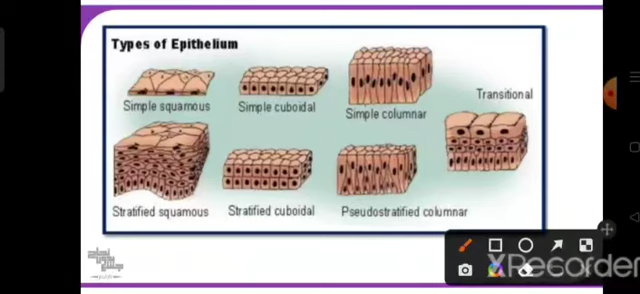 Types of Epithelium
Simple squamous
Simple cuboidal
Simple columnar
Transitional
Stratified squamous
Stratified cuboidal
Pseudostratified columnar
XRecorder